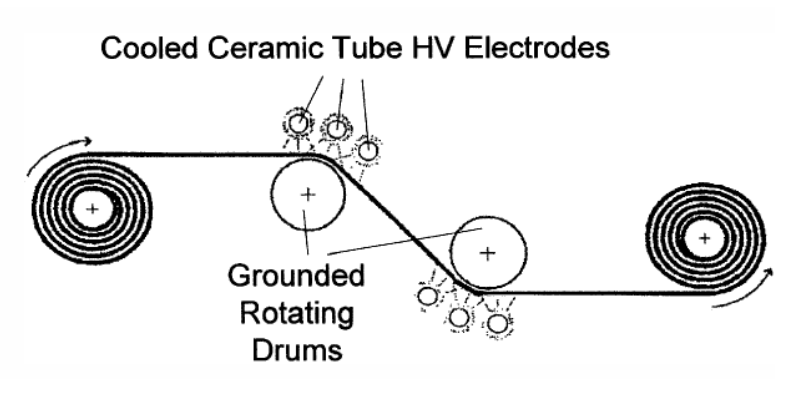 Cooled Ceramic Tube HV Electrodes
Grounded
Rotating
Drums